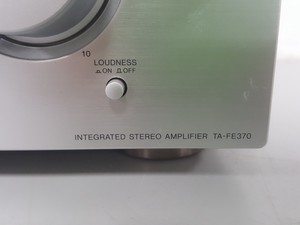 10
LOUDNESS
ON OFF
INTEGRATED STEREO AMPLIFIER TA-FE370